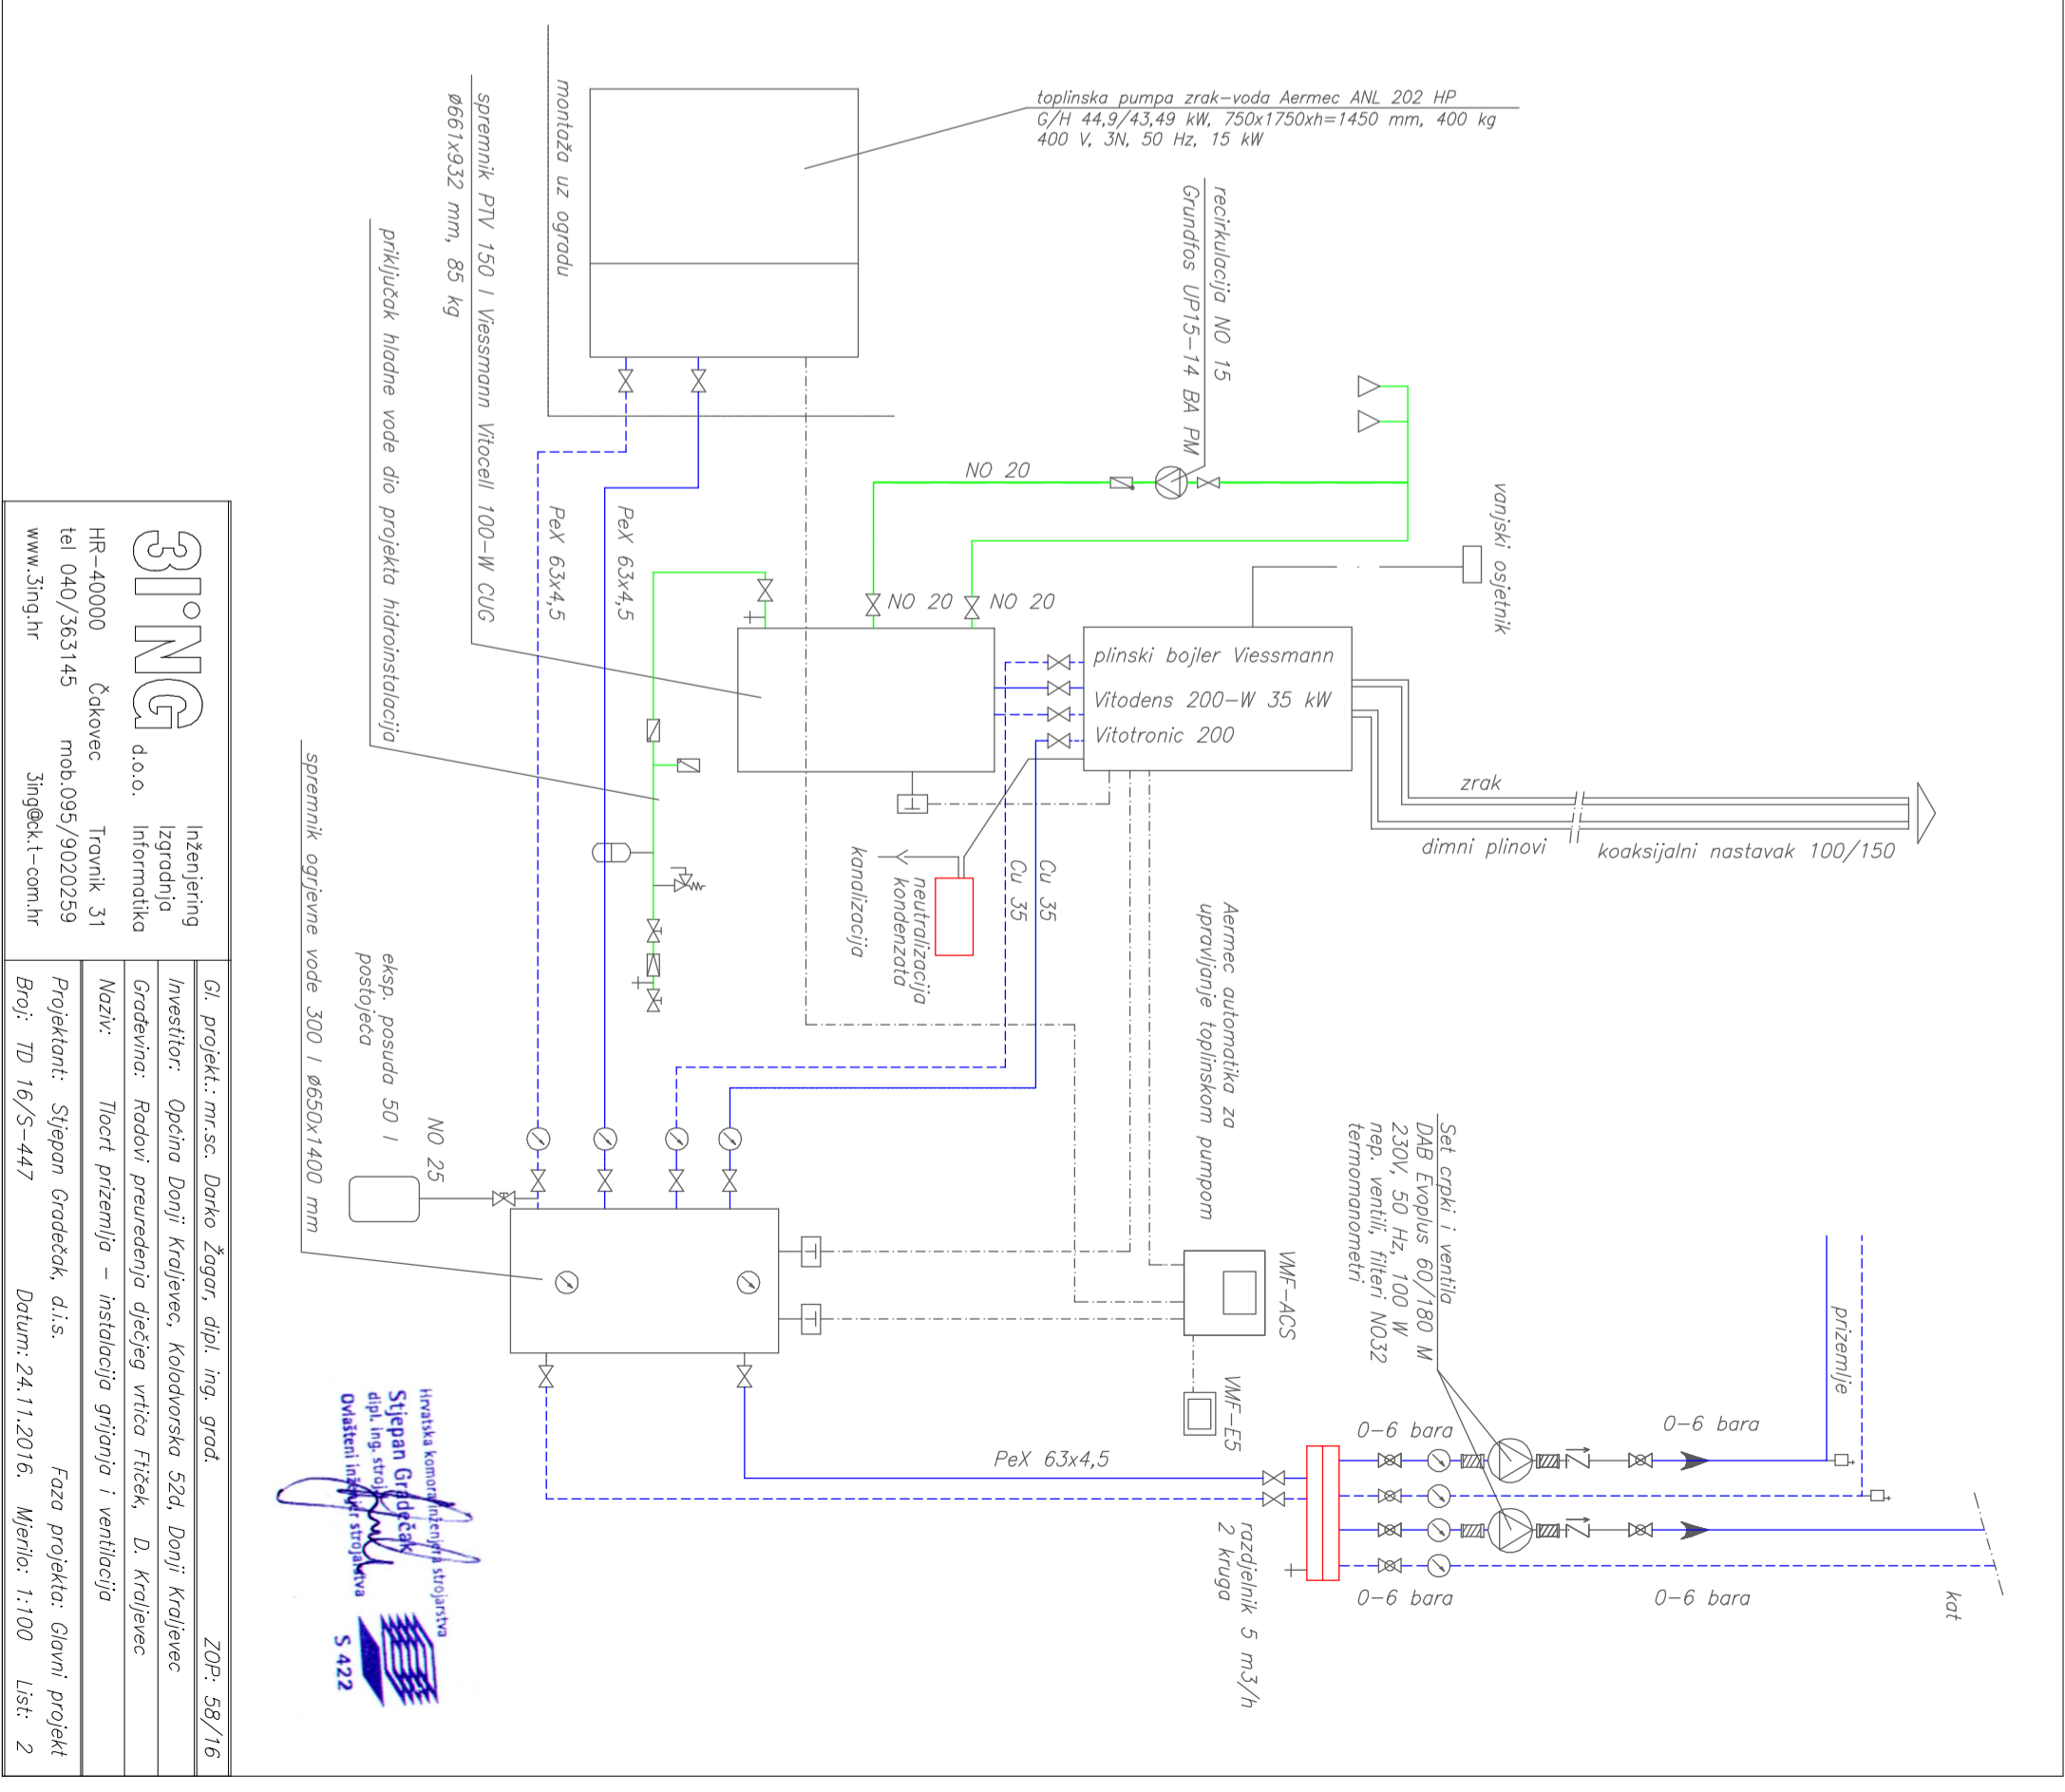 toplinska pumpa zrak-voda Aermec ANL 202 HP
G/H 44,9/43,49 kW, 750x1750xh=1450 mm, 400 kg
400 V, 3N, 50 Hz, 15 kW
montaža uz ogradu
spremnik PTV 150 l Viessmann Vitocell 100-W CUG
ø661x932 mm, 85 kg
priključak hladne vode dio projekta hidroinstalacija
recirkulacija NO 15
Grundfos UP15-14 BA PM
NO 20
NO 20
NO 20
vanjski osjetnik
PeX 63x4,5
PeX 63x4,5
plinski bojler Viessmann
Vitodens 200-W 35 kW
Vitotronic 200
zrak
dimni plinovi
koaksijalni nastavak 100/150
Cu 35
Cu 35
neutralizacija
kondenzata
kanalizacija
Aermec automatika za
upravljanje toplinskom pumpom
spremnik ogrjevne vode 300 l ø650x1400 mm
eksp. posuda 50 l
postojeća
NO 25
VMF-ACS
VMF-E5
Set crpki i ventila
DAB Evoplus 60/180 M
230V, 50 Hz, 100 W
nep. ventili, filteri NO32
termomanometri
prizemlje
0-6 bara
0-6 bara
PeX 63x4,5
0-6 bara
0-6 bara
razdjelnik 5 m3/h
2 kruga
kat
Hrvatska komora inženjera strojarstva
Stjepan Gradečak
dipl. ing. stroj.
Ovlašteni inženjer strojarstva
S 422
3I°NG d.o.o.
Inženjering
Izgradnja
Informatika
HR-40000 Čakovec Travnik 31
tel 040/363145 mob.095/9020259
www.3ing.hr 3ing@ck.t-com.hr
Gl. projekt.: mr.sc. Darko Žagar, dipl. ing. grad. ZOP: 58/16
Investitor: Općina Donji Kraljevec, Kolodvorska 52d, Donji Kraljevec
Građevina: Radovi preuređenja dječjeg vrtića Ftiček, D. Kraljevec
Naziv: Tlocrt prizemlja - instalacija grijanja i ventilacija
Projektant: Stjepan Gradečak, d.i.s. Faza projekta: Glavni projekt
Broj: TD 16/S-447 Datum: 24.11.2016. Mjerilo: 1:100 List: 2